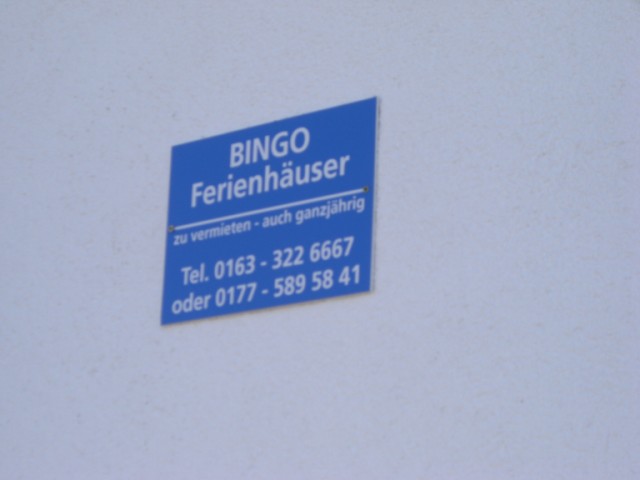 BINGO
Ferienhäuser
zu vermieten - auch ganzjährig
Tel. 0163 - 322 6667
oder 0177 - 589 58 41